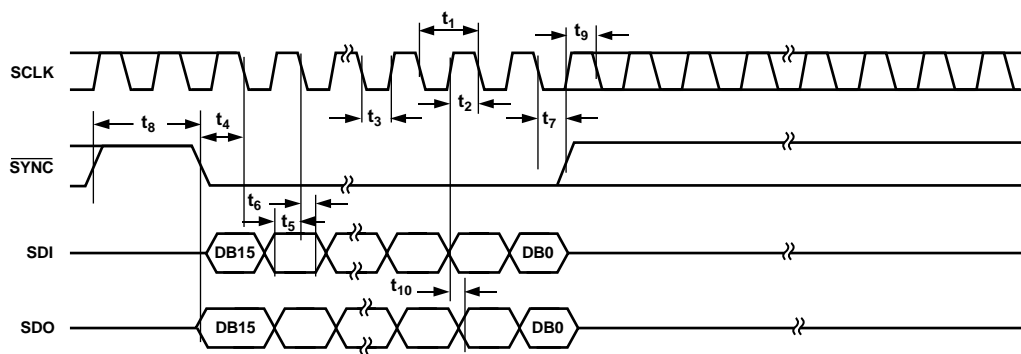 t1
t9
SCLK
t2
t3
t7
t8
t4
SYNC
t6
t5
SDI
DB15
DB0
t10
SDO
DB15
DB0